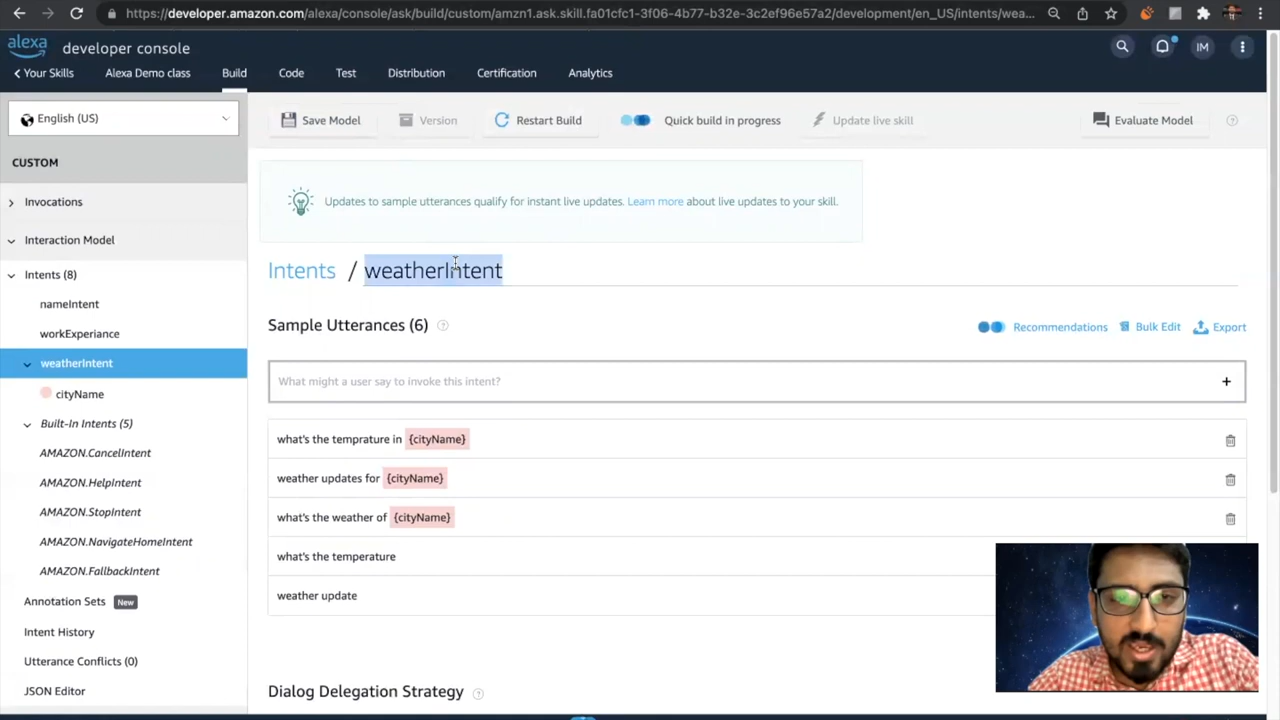 https://developer.amazon.com/alexa/console/ask/build/custom/amzn1.ask.skill.fa01cfc1-3f06-4b77-b32e-3c2ef96e57a2/development/en_US/intents/wea...
alexa developer console
IM
Your Skills Alexa Demo class Build Code Test Distribution Certification Analytics
English (US)
Save Model Version Restart Build Quick build in progress Update live skill Evaluate Model ?
CUSTOM
Invocations
Interaction Model
Intents (8)
nameIntent
workExperiance
weatherIntent
cityName
Built-In Intents (5)
AMAZON.CancelIntent
AMAZON.HelpIntent
AMAZON.StopIntent
AMAZON.NavigateHomeIntent
AMAZON.FallbackIntent
Annotation Sets New
Intent History
Utterance Conflicts (0)
JSON Editor
Updates to sample utterances qualify for instant live updates. Learn more about live updates to your skill.
Intents / weatherIntent
Sample Utterances (6) ?
Recommendations Bulk Edit Export
What might a user say to invoke this intent? +
what's the temprature in {cityName}
weather updates for {cityName}
what's the weather of {cityName}
what's the temperature
weather update
Dialog Delegation Strategy ?